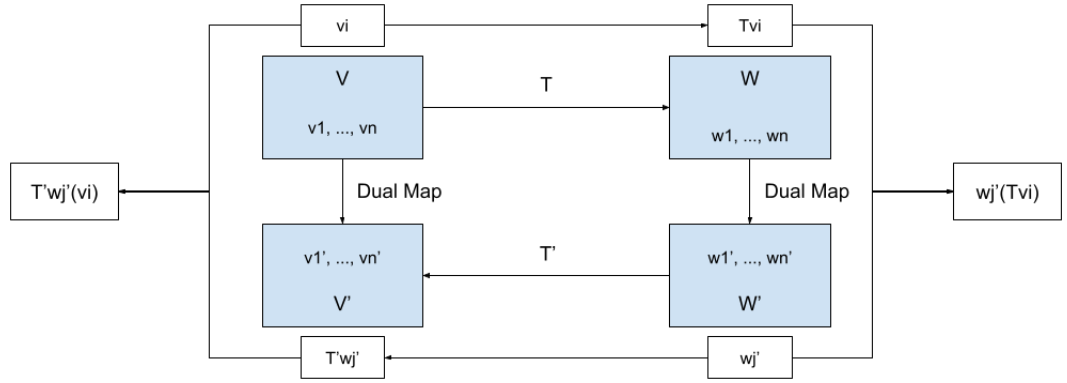 vi
Tvi
V
T
W
v1, ..., vn
w1, ..., wn
T'wj'(vi)
Dual Map
Dual Map
wj'(Tvi)
v1', ..., vn'
T'
w1', ..., wn'
V'
W'
T'wj'
wj'